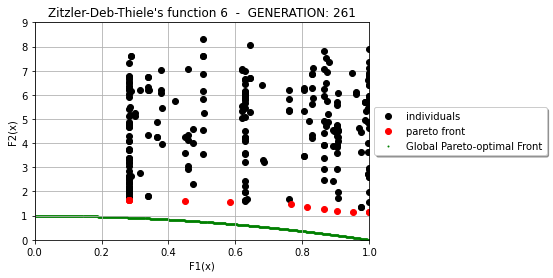 Zitzler-Deb-Thiele's function 6 - GENERATION: 261
9
8
7
6
5
4
3
2
1
0
F2(x)
0.0 0.2 0.4 0.6 0.8 1.0
F1(x)
individuals
pareto front
Global Pareto-optimal Front